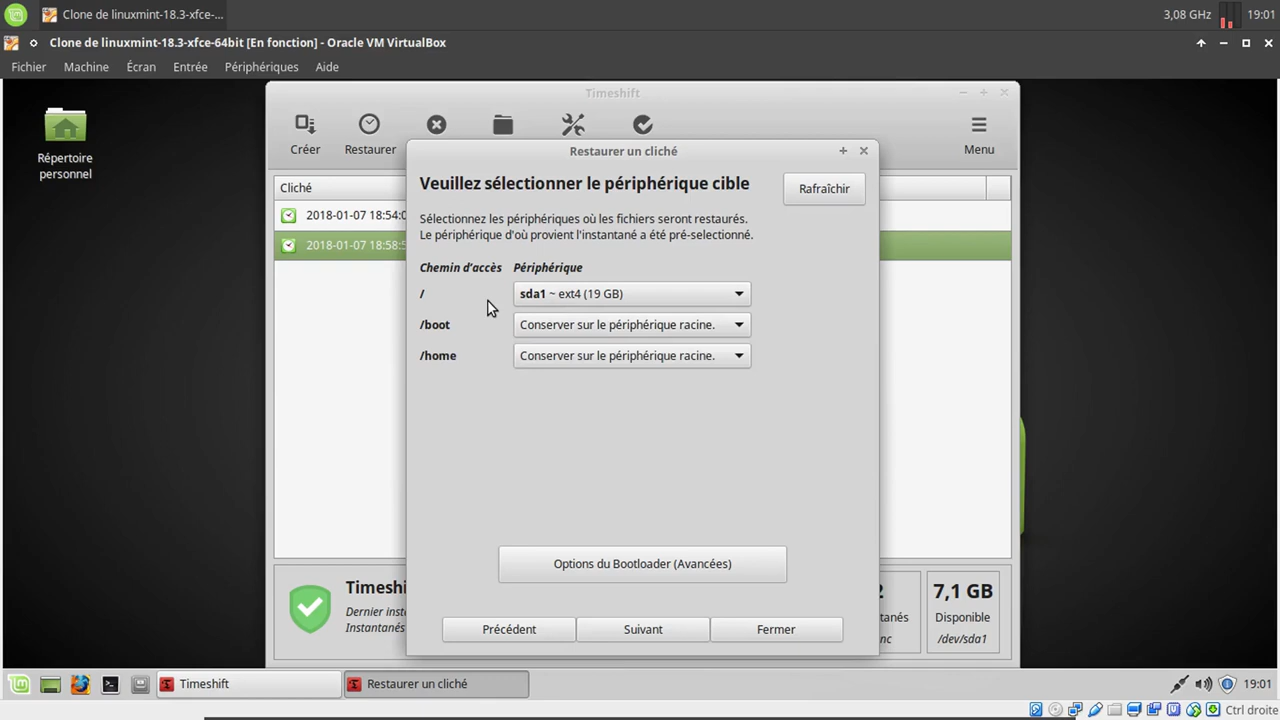 Clone de linuxmint-18.3-xfce-...
3,08 GHz
19:01
Clone de linuxmint-18.3-xfce-64bit [En fonction] - Oracle VM VirtualBox
Fichier Machine Écran Entrée Périphériques Aide
Répertoire
personnel
Timeshift
Créer
Restaurer
Menu
Cliché
2018-01-07 18:54:0
2018-01-07 18:58:5
Restaurer un cliché
Veuillez sélectionner le périphérique cible
Rafraîchir
Sélectionnez les périphériques où les fichiers seront restaurés.
Le périphérique d'où provient l'instantané a été pré-selectionné.
Chemin d'accès Périphérique
/ sda1 ~ ext4 (19 GB)
/boot Conserver sur le périphérique racine.
/home Conserver sur le périphérique racine.
Options du Bootloader (Avancées)
Précédent Suivant Fermer
Timeshi
Dernier inst
Instantanés
2
tanés
nc
7,1 GB
Disponible
/dev/sda1
Timeshift
Restaurer un cliché
19:01
Ctrl droite